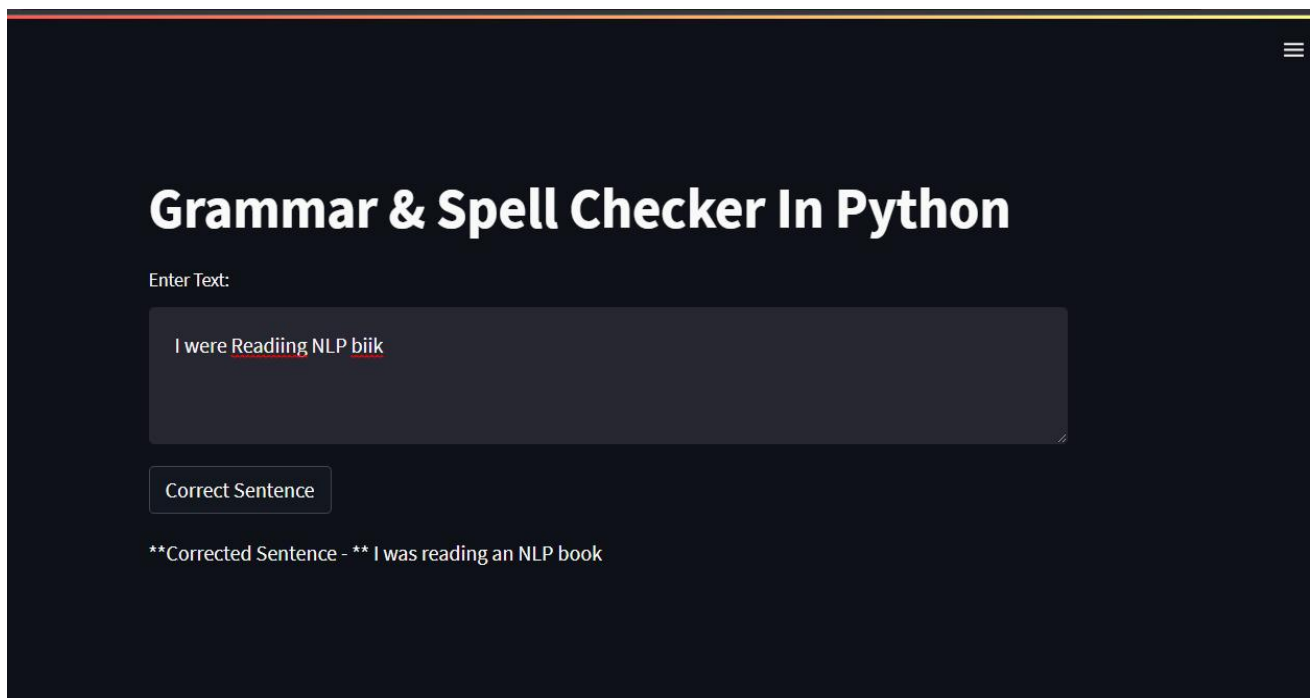 Grammar & Spell Checker In Python
Enter Text:
I were Readiing NLP biik
Correct Sentence
**Corrected Sentence - ** I was reading an NLP book